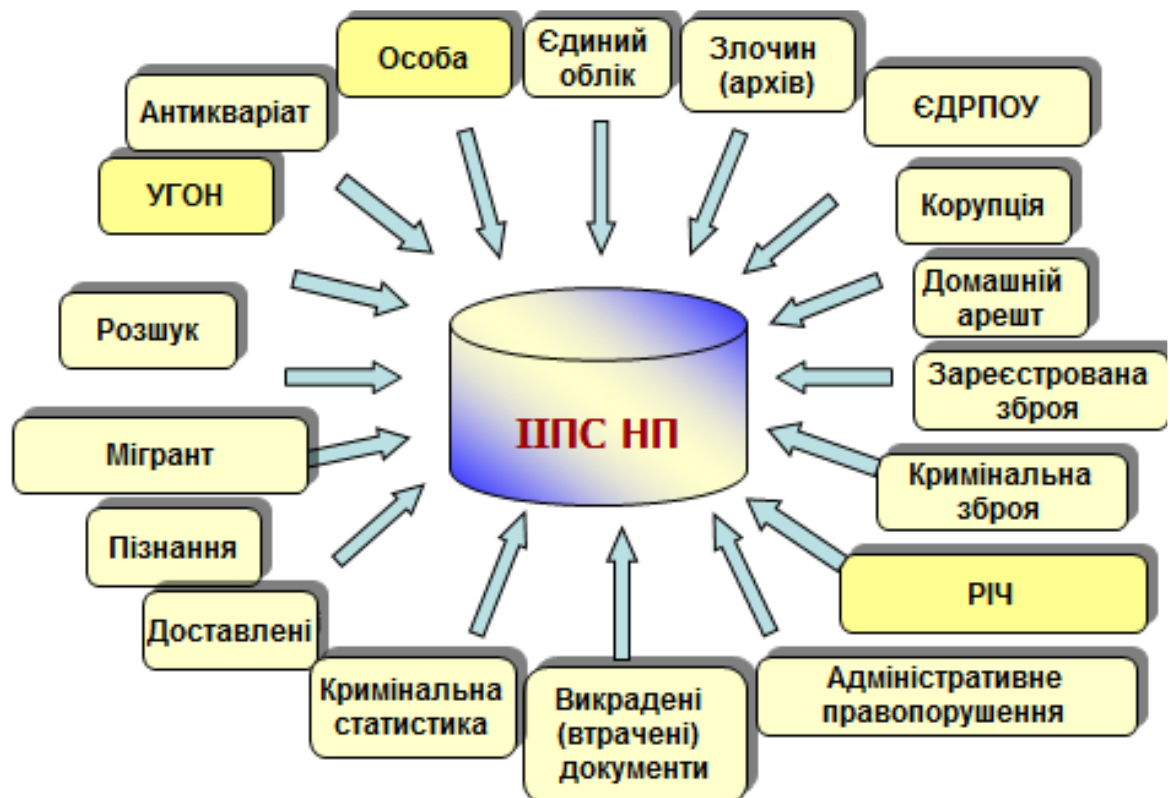 Особа
Єдиний
облік
Злочин
(архів)
ЄДРПОУ
Антикваріат
УГОН
Корупція
Домашній
арешт
Розшук
Зареєстрована
зброя
ІІПС НП
Мігрант
Кримінальна
зброя
Пізнання
РІЧ
Доставлені
Кримінальна
статистика
Викрадені
(втрачені)
документи
Адміністративне
правопорушення